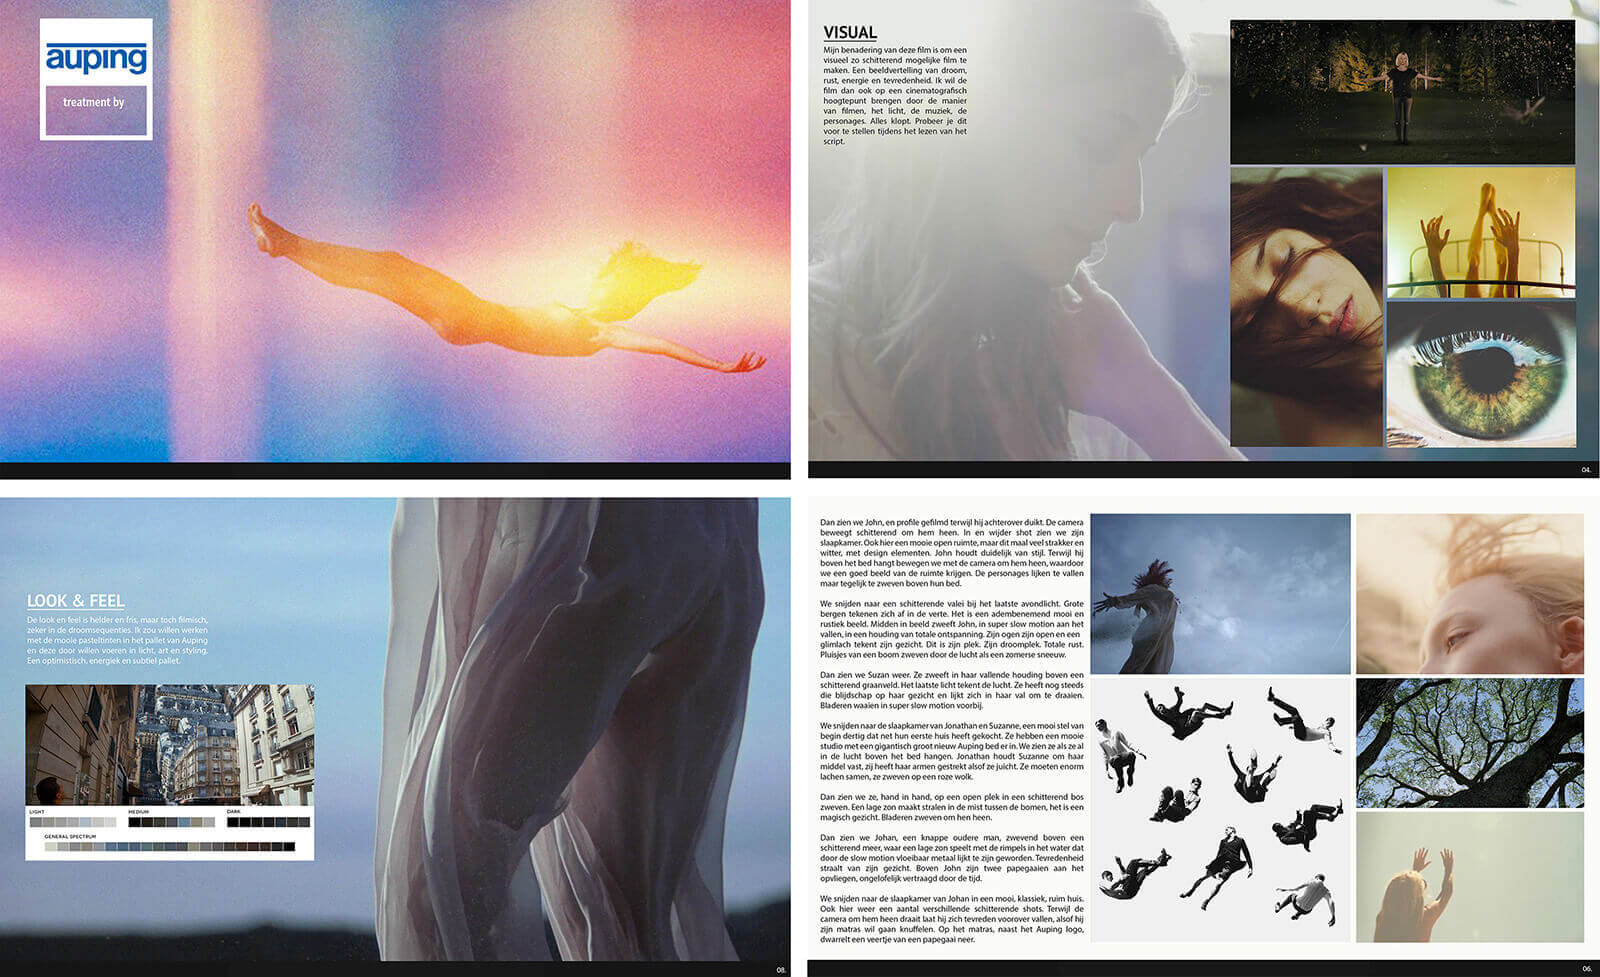 auping
treatment by
VISUAL
Mijn benadering van deze film is om een
visueel zo schitterend mogelijke film te
maken. Een beeldvertelling van droom,
rust, energie en tevredenheid. Ik wil de
film dan ook op een cinematografisch
hoogtepunt brengen door de manier
van filmen, het licht, de muziek, de
personages. Alles klopt. Probeer je dit
voor te stellen tijdens het lezen van het
script.
04.
LOOK & FEEL
De look en feel is helder en fris, maar toch filmisch,
zeker in de droomsequenties. Ik zou willen werken
met de mooie pasteltinten in het pallet van Auping
en deze door willen voeren in licht, art en styling.
Een optimistisch, energiek en subtiel pallet.
LIGHT
MEDIUM
DARK
GENERAL SPECTRUM
08.
Dan zien we John, en profile gefilmd terwijl hij achterover duikt. De camera
beweegt schitterend om hem heen. In en wijder shot zien we zijn
slaapkamer. Ook hier een mooie open ruimte, maar dit maal veel strakker en
witter, met design elementen. John houdt duidelijk van stijl. Terwijl hij
boven het bed hangt bewegen we met de camera om hem heen, waardoor
we een goed beeld van de ruimte krijgen. De personages lijken te vallen
maar tegelijk te zweven boven hun bed.
We snijden naar een schitterende valei bij het laatste avondlicht. Grote
bergen tekenen zich af in de verte. Het is een adembenemend mooi en
rustiek beeld. Midden in beeld zweeft John, in super slow motion aan het
vallen, in een houding van totale ontspanning. Zijn ogen zijn open en een
glimlach tekent zijn gezicht. Dit is zijn plek. Zijn droomplek. Totale rust.
Pluisjes van een boom zweven door de lucht als een zomerse sneeuw.
Dan zien we Suzan weer. Ze zweeft in haar vallende houding boven een
schitterend graanveld. Het laatste licht tekent de lucht. Ze heeft nog steeds
die blijdschap op haar gezicht en lijkt zich in haar val om te draaien.
Bladeren waaien in super slow motion voorbij.
We snijden naar de slaapkamer van Jonathan en Suzanne, een mooi stel van
begin dertig dat net hun eerste huis heeft gekocht. Ze hebben een mooie
studio met een gigantisch groot nieuw Auping bed er in. We zien ze als ze al
in de lucht boven het bed hangen. Jonathan houdt Suzanne om haar
middel vast, zij heeft haar armen gestrekt alsof ze juicht. Ze moeten enorm
lachen samen, ze zweven op een roze wolk.
Dan zien we ze, hand in hand, op een open plek in een schitterend bos
zweven. Een lage zon maakt stralen in de mist tussen de bomen, het is een
magisch gezicht. Bladeren zweven om hen heen.
Dan zien we Johan, een knappe oudere man, zwevend boven een
schitterend meer, waar een lage zon speelt met de rimpels in het water dat
door de slow motion vloeibaar metaal lijkt te zijn geworden. Tevredenheid
straalt van zijn gezicht. Boven John zijn twee papegaaien aan het
opvliegen, ongelofelijk vertraagd door de tijd.
We snijden naar de slaapkamer van Johan in een mooi, klassiek, ruim huis.
Ook hier weer een aantal verschillende schitterende shots. Terwijl de
camera om hem heen draait laat hij zich tevreden voorover vallen, alsof hij
zijn matras wil gaan knuffelen. Op het matras, naast het Auping logo,
dwarrelt een veertje van een papegaai neer.
06.